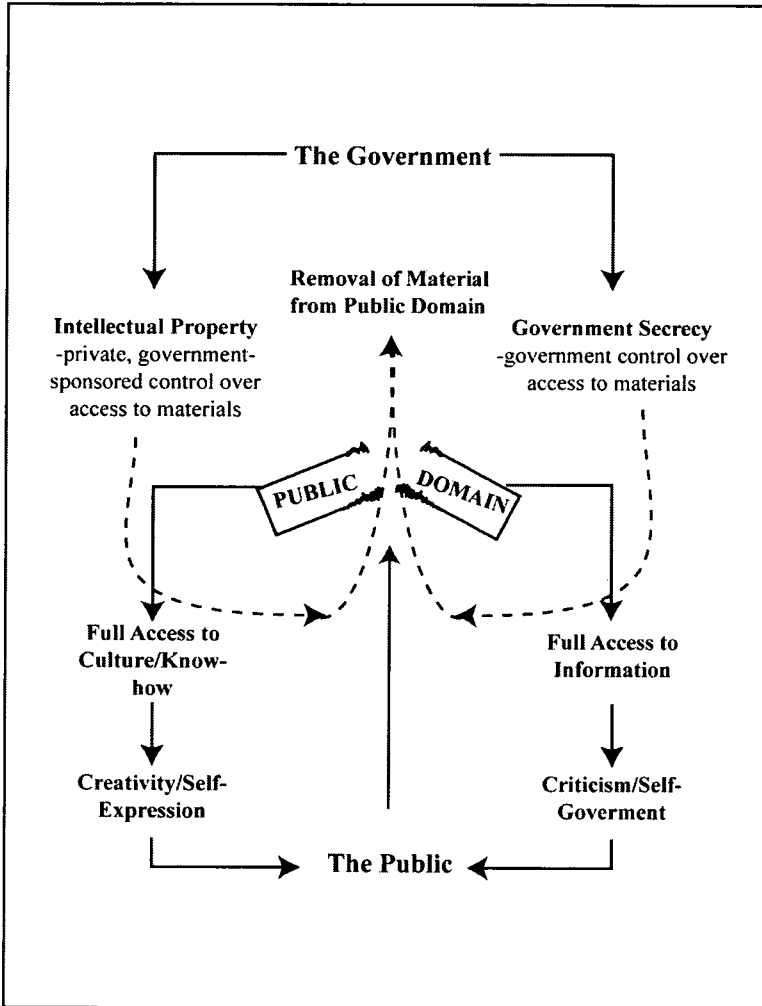 The Government
Removal of Material
from Public Domain
Intellectual Property
-private, government-
sponsored control over
access to materials
Government Secrecy
-government control over
access to materials
PUBLIC
DOMAIN
Full Access to
Culture/Know-
how
Full Access to
Information
Creativity/Self-
Expression
Criticism/Self-
Goverment
The Public